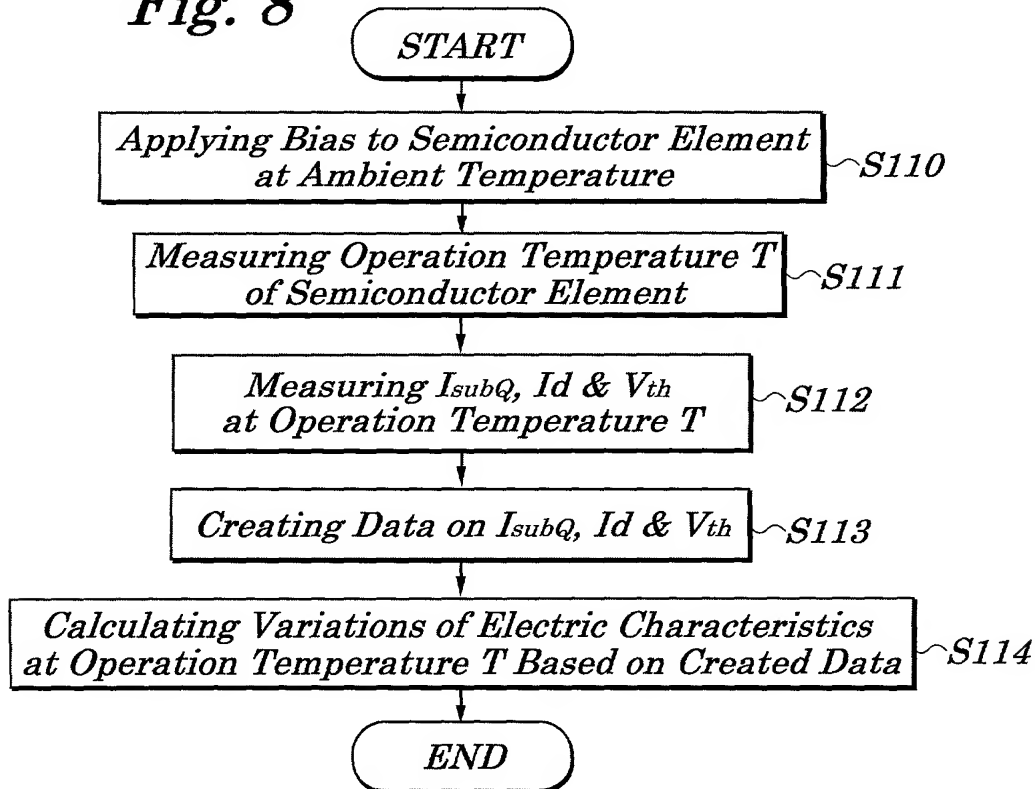 Fig. 8
START
Applying Bias to Semiconductor Element
at Ambient Temperature
S110
Measuring Operation Temperature T
of Semiconductor Element
S111
Measuring IsubQ, Id & Vth
at Operation Temperature T
S112
Creating Data on IsubQ, Id & Vth
S113
Calculating Variations of Electric Characteristics
at Operation Temperature T Based on Created Data
S114
END